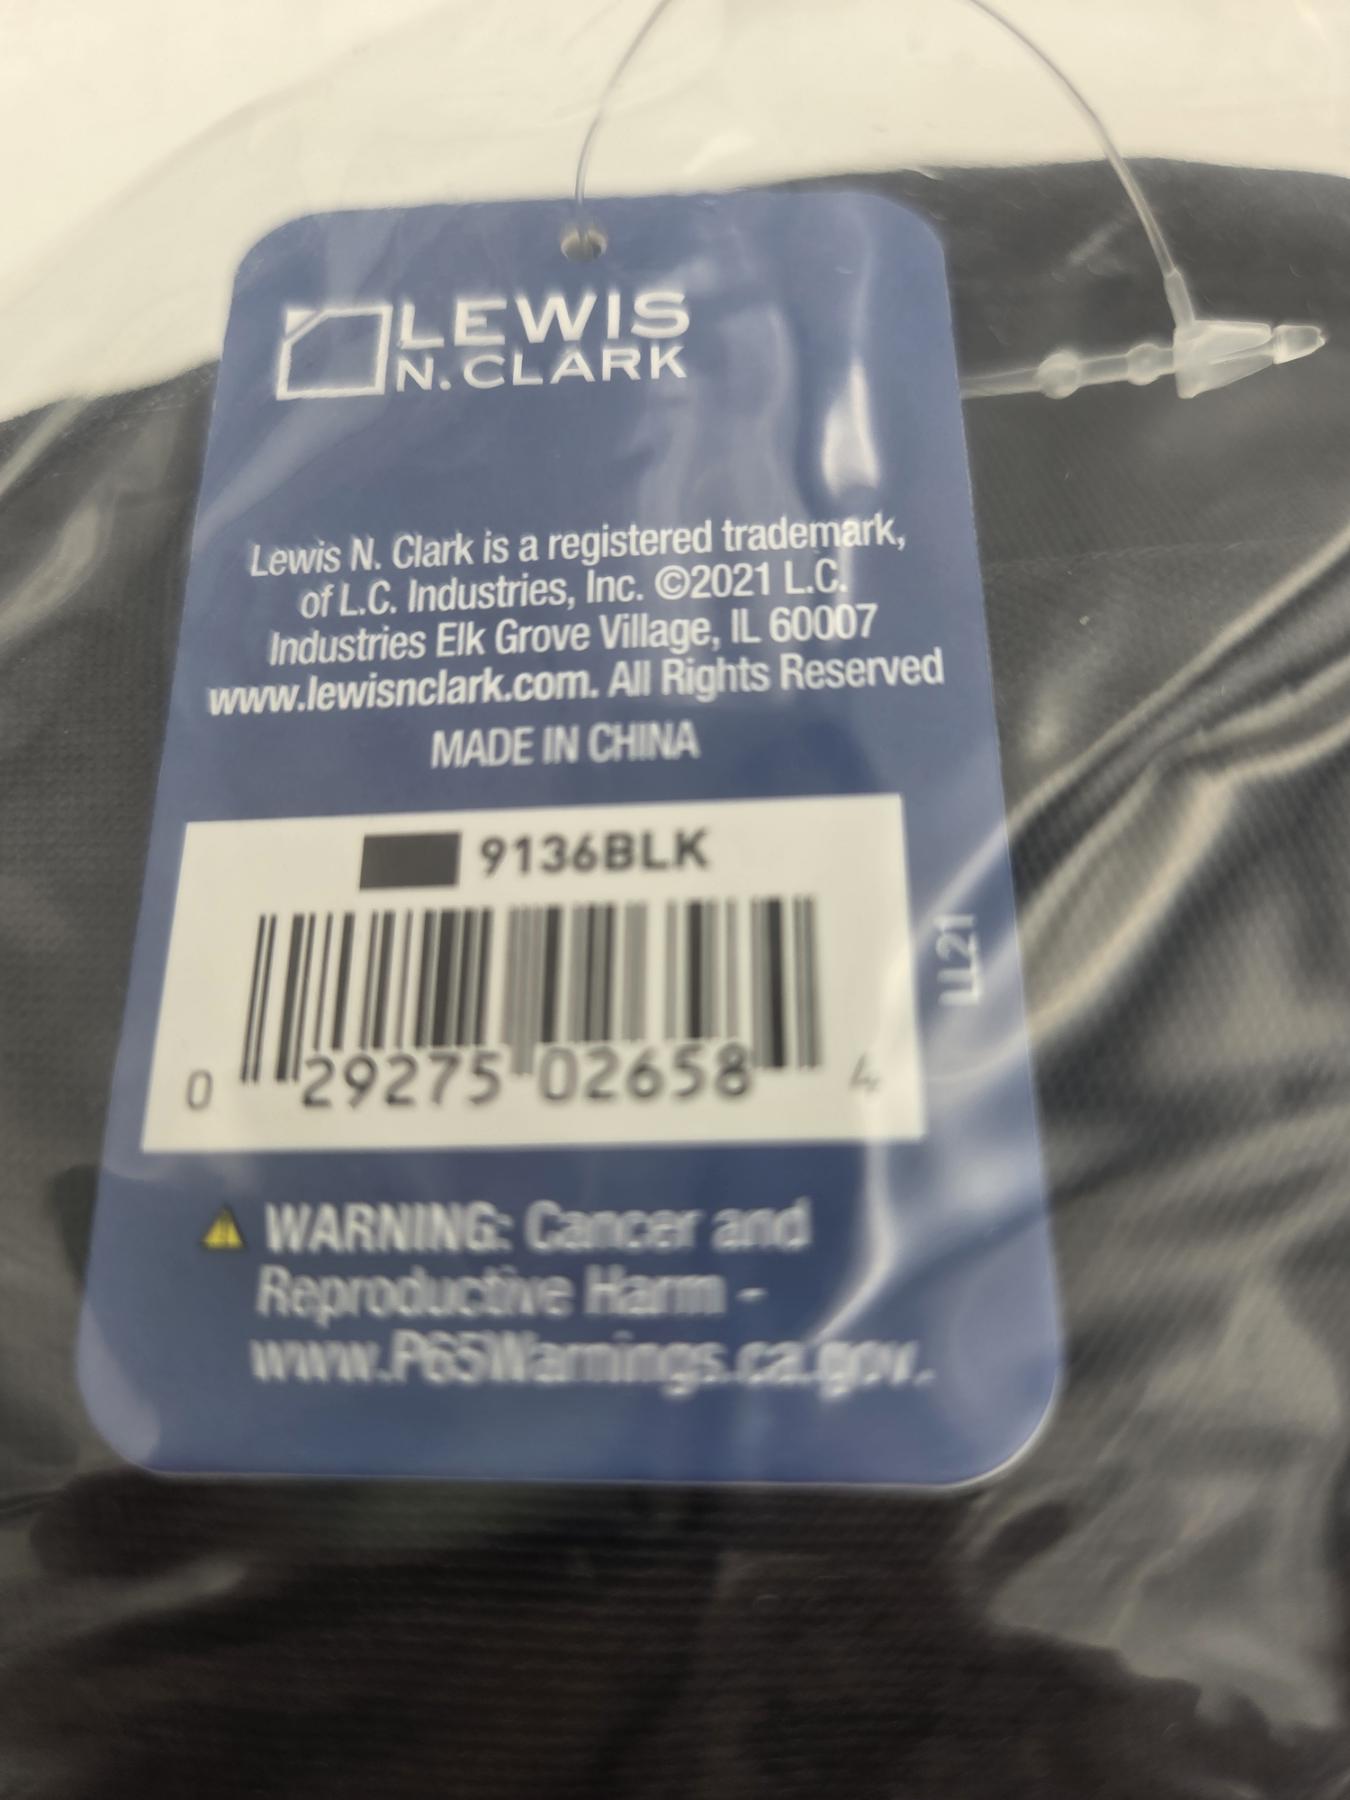 LEWIS
N. CLARK
Lewis N. Clark is a registered trademark,
of L.C. Industries, Inc. ©2021 L.C.
Industries Elk Grove Village, IL 60007
www.lewisnclark.com. All Rights Reserved
MADE IN CHINA
9136BLK
LL21
0 29275 02658 4
WARNING: Cancer and
Reproductive Harm -
www.P65Warnings.ca.gov.